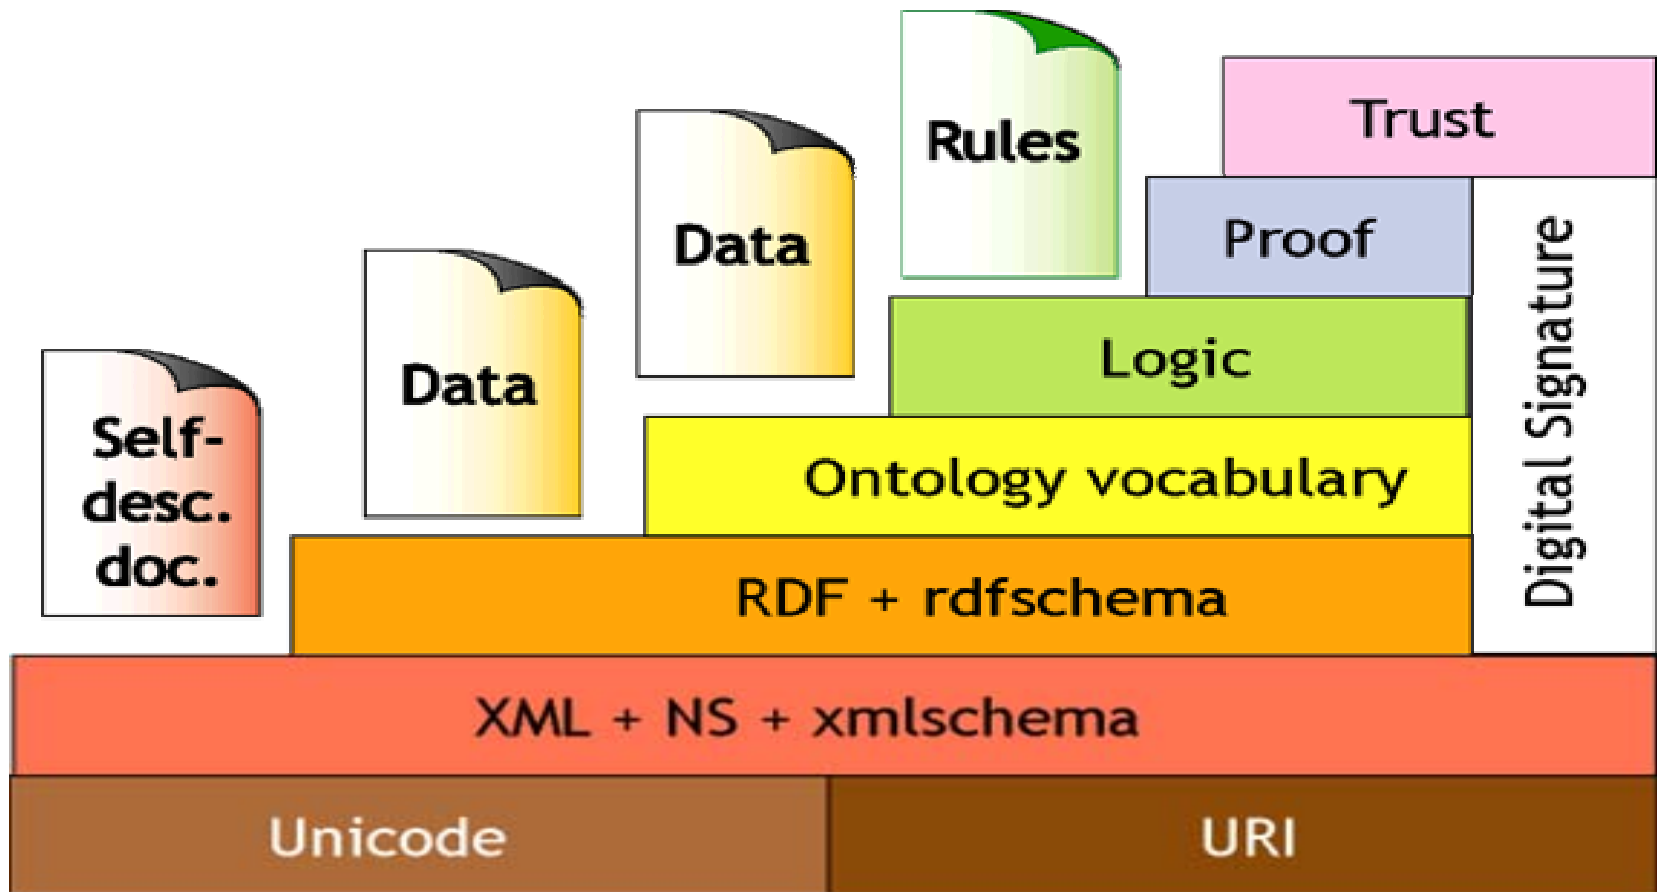 Rules
Trust
Data
Proof
Data
Logic
Self-
desc.
doc.
Ontology vocabulary
Digital Signature
RDF + rdfschema
XML + NS + xmlschema
Unicode
URI